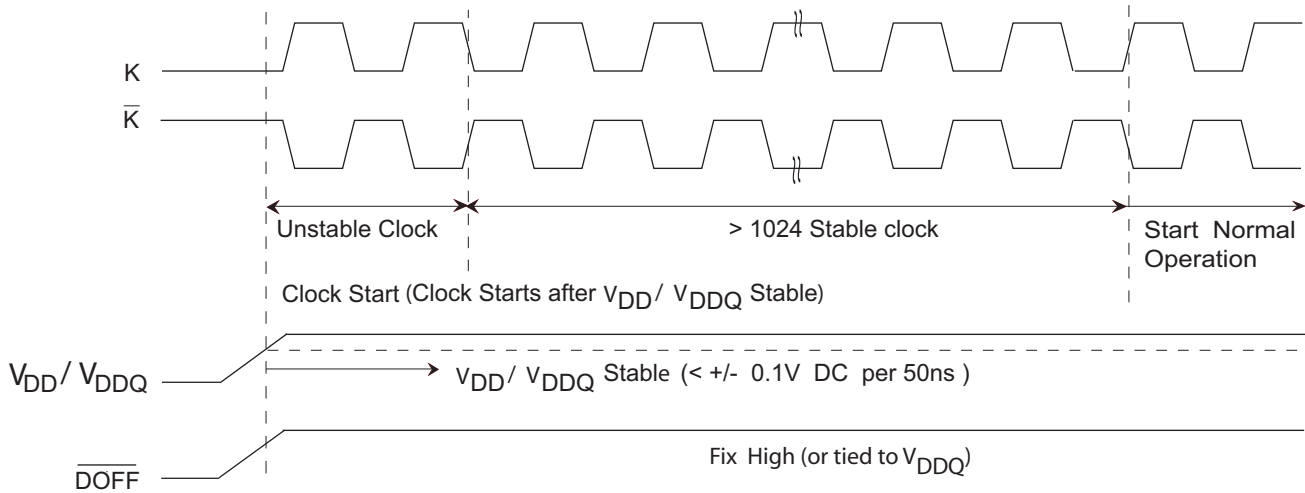 K
K̅
Unstable Clock
> 1024 Stable clock
Start Normal
Operation
Clock Start (Clock Starts after VDD/ VDDQ Stable)
VDD/ VDDQ
VDD/ VDDQ Stable (< +/- 0.1V DC per 50ns )
Fix High (or tied to VDDQ)
D̅O̅F̅F̅